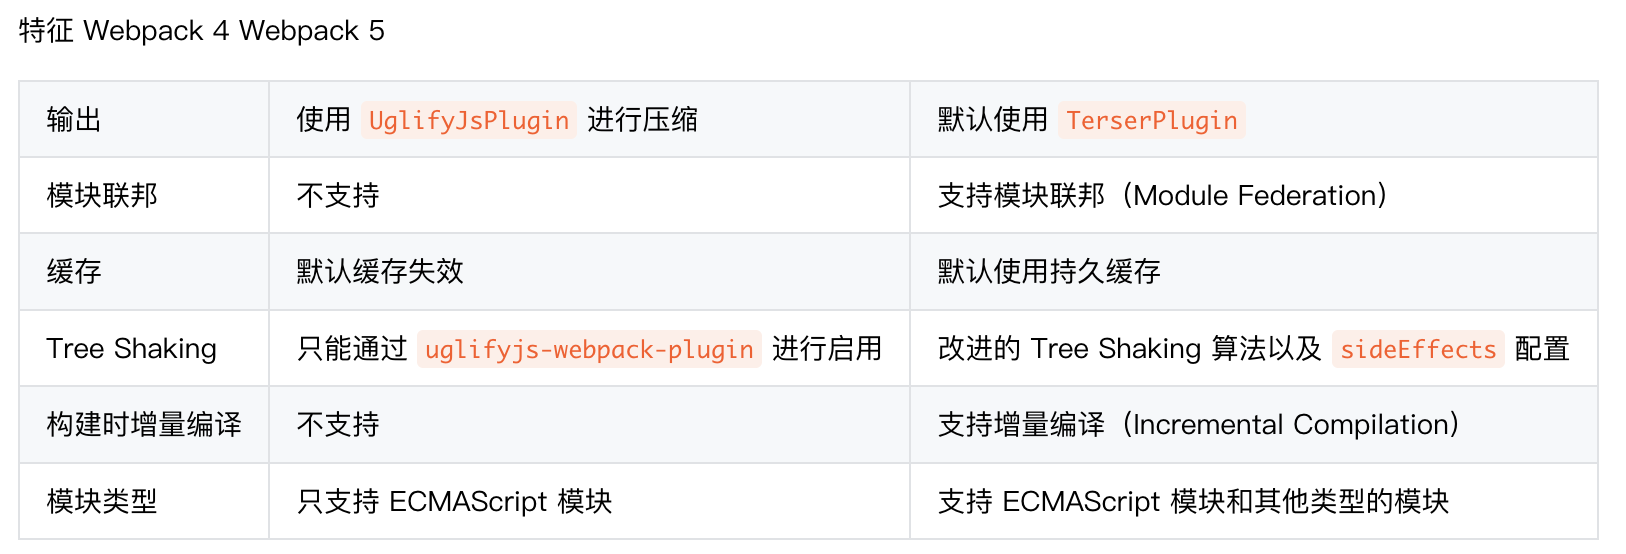 特征 Webpack 4 Webpack 5
输出 使用 UglifyJsPlugin 进行压缩 默认使用 TerserPlugin
模块联邦 不支持 支持模块联邦（Module Federation）
缓存 默认缓存失效 默认使用持久缓存
Tree Shaking 只能通过 uglifyjs-webpack-plugin 进行启用 改进的 Tree Shaking 算法以及 sideEffects 配置
构建时增量编译 不支持 支持增量编译（Incremental Compilation）
模块类型 只支持 ECMAScript 模块 支持 ECMAScript 模块和其他类型的模块